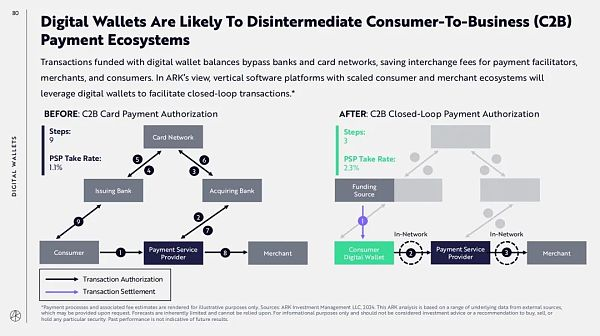 80
Digital Wallets Are Likely To Disintermediate Consumer-To-Business (C2B)
Payment Ecosystems
Transactions funded with digital wallet balances bypass banks and card networks, saving interchange fees for payment facilitators,
merchants, and consumers. In ARK's view, vertical software platforms with scaled consumer and merchant ecosystems will
leverage digital wallets to facilitate closed-loop transactions.*
DIGITAL WALLETS
BEFORE: C2B Card Payment Authorization
Steps:
9
PSP Take Rate:
1.1%
Card Network
5
4
6
3
Issuing Bank
Acquiring Bank
9
2
7
Consumer
1
Payment Service
Provider
8
Merchant
Transaction Authorization
Transaction Settlement
AFTER: C2B Closed-Loop Payment Authorization
Steps:
3
PSP Take Rate:
2.3%
Funding
Source
1
In-Network
In-Network
Consumer
Digital Wallet
2
Payment Service
Provider
3
Merchant
*Payment processes and associated fee estimates are rendered for illustrative purposes only. Sources: ARK Investment Management LLC, 2024. This ARK analysis is based on a range of underlying data from external sources,
which may be provided upon request. Forecasts are inherently limited and cannot be relied upon. For informational purposes only and should not be considered investment advice or a recommendation to buy, sell, or
hold any particular security. Past performance is not indicative of future results.